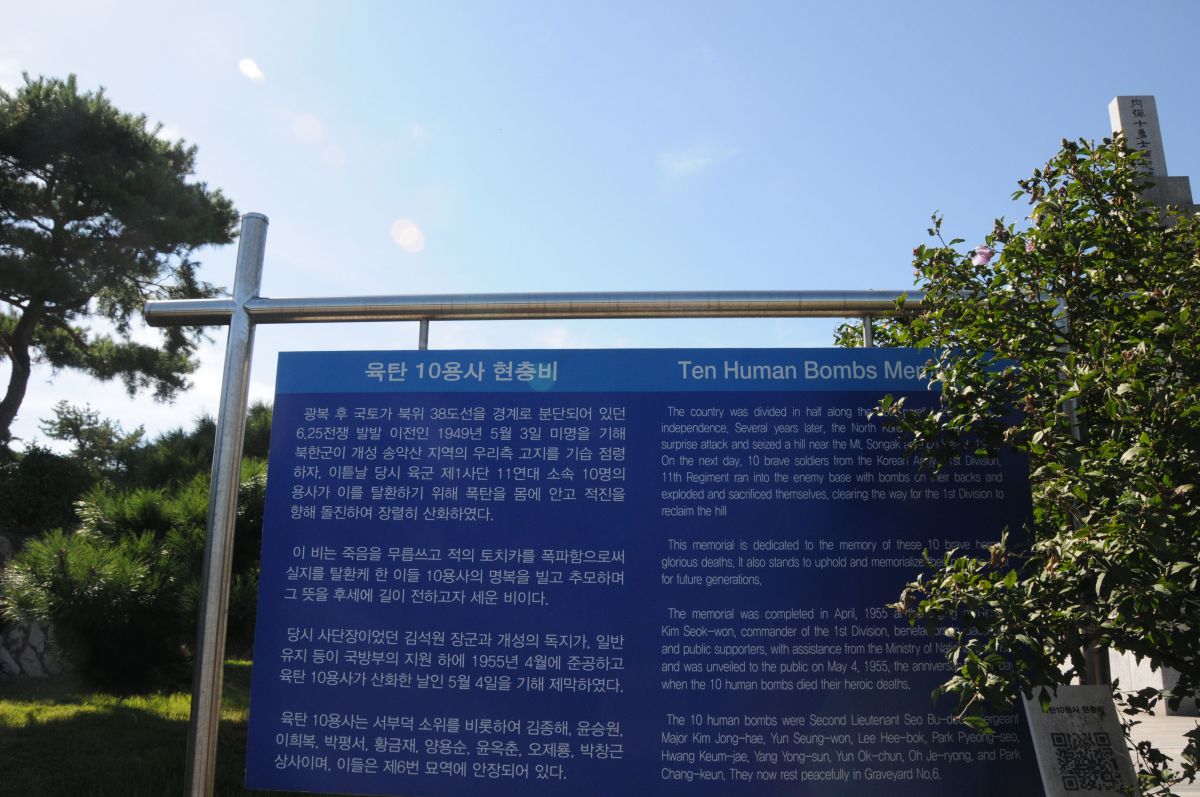 肉彈十勇士
육탄 10용사 현충비
광복 후 국토가 북위 38도선을 경계로 분단되어 있던
6.25전쟁 발발 이전인 1949년 5월 3일 미명을 기해
북한군이 개성 송악산 지역의 우리측 고지를 기습 점령
하자, 이튿날 당시 육군 제1사단 11연대 소속 10명의
용사가 이를 탈환하기 위해 폭탄을 몸에 안고 적진을
향해 돌진하여 장렬히 산화하였다.
이 비는 죽음을 무릅쓰고 적의 토치카를 폭파함으로써
실지를 탈환케 한 이들 10용사의 명복을 빌고 추모하며
그 뜻을 후세에 길이 전하고자 세운 비이다.
당시 사단장이었던 김석원 장군과 개성의 독지가, 일반
유지 등이 국방부의 지원 하에 1955년 4월에 준공하고
육탄 10용사가 산화한 날인 5월 4일을 기해 제막하였다.
육탄 10용사는 서부덕 소위를 비롯하여 김종해, 윤승원,
이희복, 박평서, 황금재, 양용순, 윤옥춘, 오제룡, 박창근
상사이며, 이들은 제6번 묘역에 안장되어 있다.
Ten Human Bombs
The country was divided in half along the
independence. Several years later, the North
surprise attack and seized a hill near the Mt. Songak
On the next day, 10 brave soldiers from the Korean Army 1st Division,
11th Regiment ran into the enemy base with bombs on their backs and
exploded and sacrificed themselves, clearing the way for the 1st Division to
reclaim the hill
This memorial is dedicated to the memory of these 10 brave
glorious deaths. It also stands to uphold and memorialize
for future generations.
The memorial was completed in April, 1955
Kim Seok-won, commander of the 1st Division,
and public supporters, with assistance from the Ministry of
and was unveiled to the public on May 4, 1955, the
when the 10 human bombs died their heroic deaths.
The 10 human bombs were Second Lieutenant Seo
Major Kim Jong-hae, Yun Seung-won, Lee Hee-bok, Park Pyeong-seo,
Hwang Keum-jae, Yang Yong-sun, Yun Ok-chun, Oh Je-ryong, and Park
Chang-keun. They now rest peacefully in Graveyard No.6.
육탄10용사 현충비